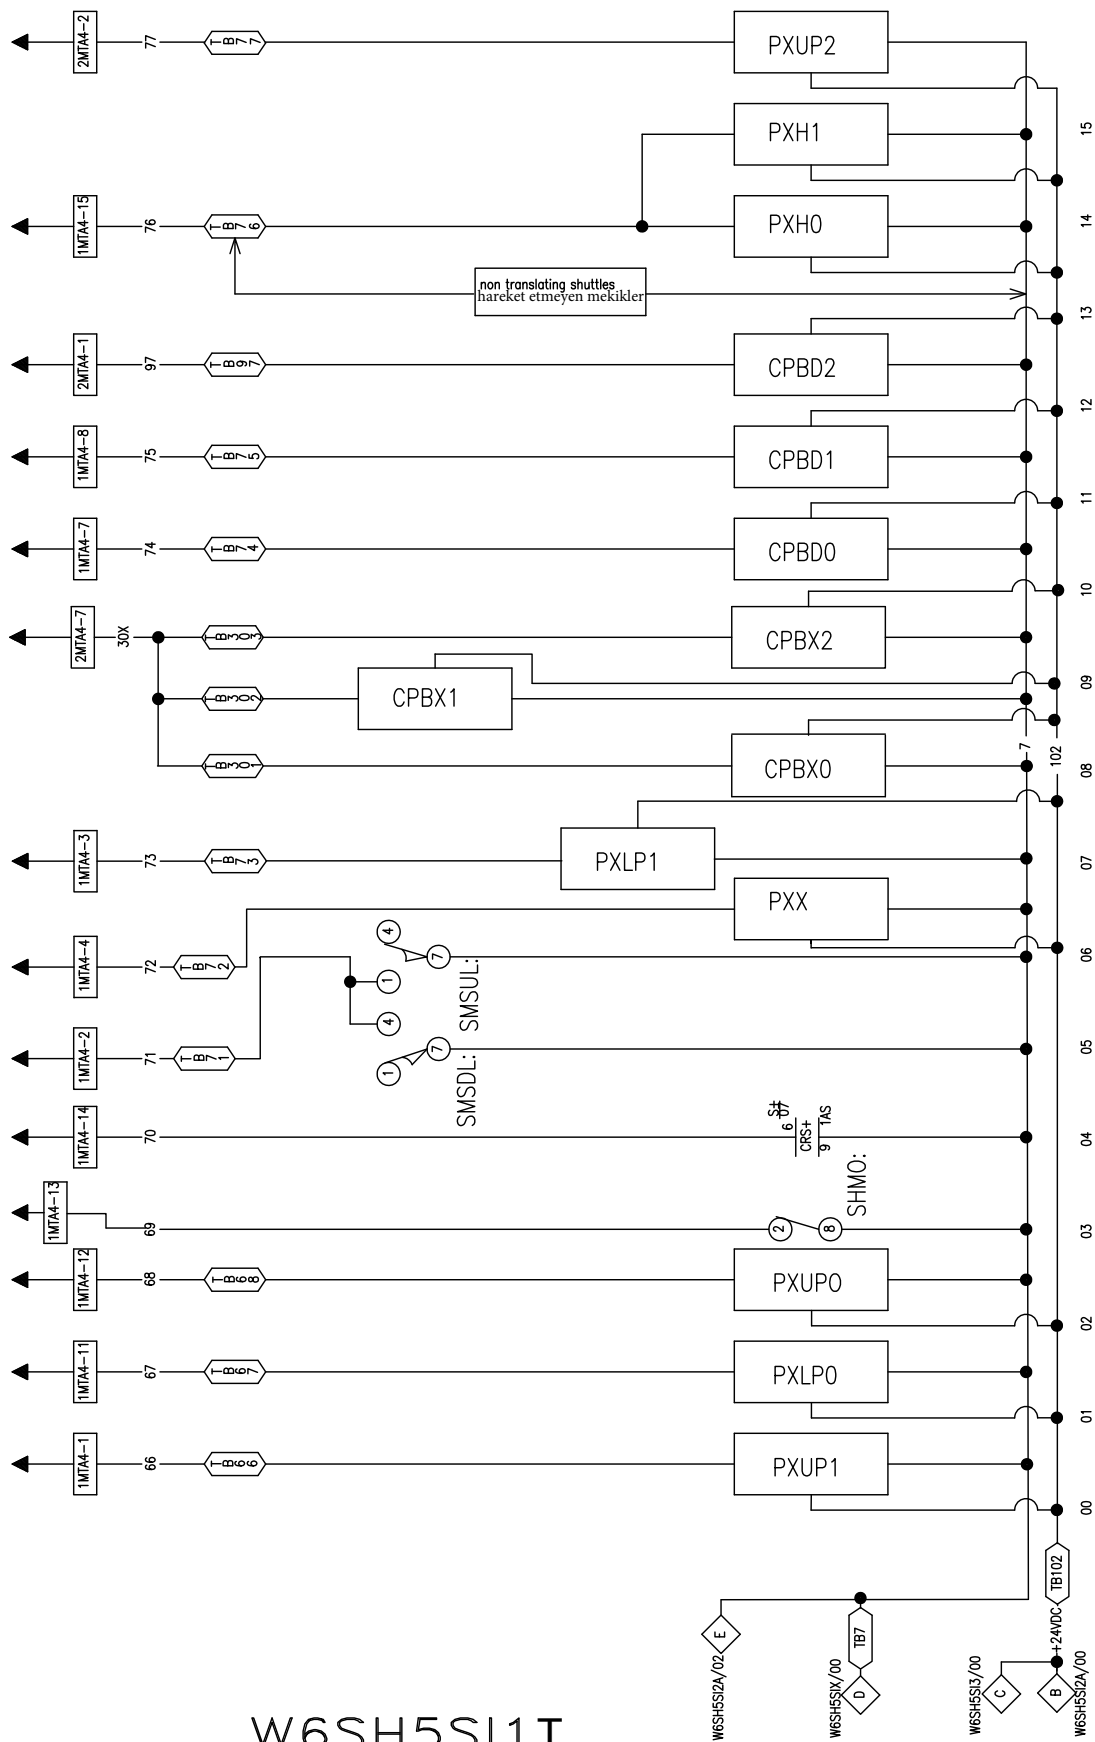 2MTA4-2
77
TB77
PXUP2
15
PXH1
1MTA4-15
76
TB76
PXH0
14
non translating shuttles
hareket etmeyen mekikler
13
2MTA4-1
97
TB97
CPBD2
12
1MTA4-8
75
TB75
CPBD1
11
1MTA4-7
74
TB74
CPBD0
10
2MTA4-7
30X
TB303
CPBX2
09
TB302
CPBX1
7
102
TB301
CPBX0
08
1MTA4-3
73
TB73
PXLP1
07
PXX
4
7
SMSUL:
06
1MTA4-4
72
TB72
1
4
1MTA4-2
71
TB71
1
7
SMSDL:
05
1MTA4-14
70
6
CRS+
9
1AS
04
SHMO:
1MTA4-13
69
2
8
03
1MTA4-12
68
TB68
PXUP0
02
1MTA4-11
67
TB67
PXLP0
01
1MTA4-1
66
TB66
PXUP1
00
TB102
+24VDC
E
W6SH5SI2A/02
TB7
D
W6SH5SIX/00
C
W6SH5SI3/00
B
W6SH5SI2A/00
W6SH5SI1T